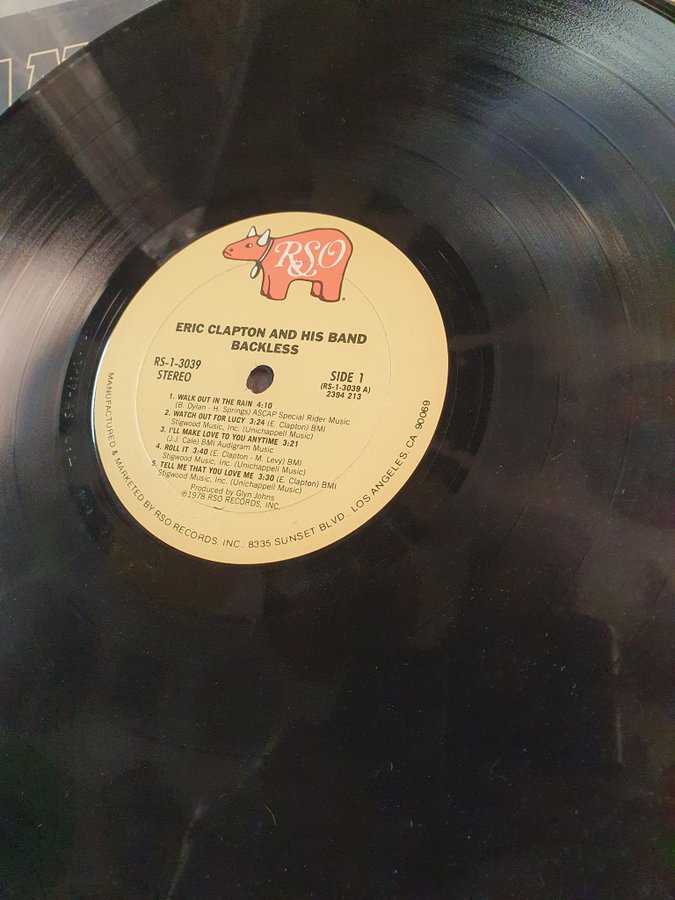 RSO
ERIC CLAPTON AND HIS BAND
BACKLESS
RS-1-3039
STEREO
SIDE 1
(RS-1-3039 A)
2394 213
1. WALK OUT IN THE RAIN 4:10
(B. Dylan - H. Springs) ASCAP Special Rider Music
2. WATCH OUT FOR LUCY 3:24 (E. Clapton) BMI
Stigwood Music, Inc. (Unichappell Music)
3. I'LL MAKE LOVE TO YOU ANYTIME 3:21
(J.J. Cale) BMI Audigram Music
4. ROLL IT 3:40 (E. Clapton - M. Levy) BMI
Stigwood Music, Inc. (Unichappell Music)
5. TELL ME THAT YOU LOVE ME 3:30 (E. Clapton) BMI
Stigwood Music, Inc. (Unichappell Music)
Produced by Glyn Johns
℗1978 RSO RECORDS, INC.
MANUFACTURED & MARKETED BY RSO RECORDS, INC., 8335 SUNSET BLVD., LOS ANGELES, CA 90069